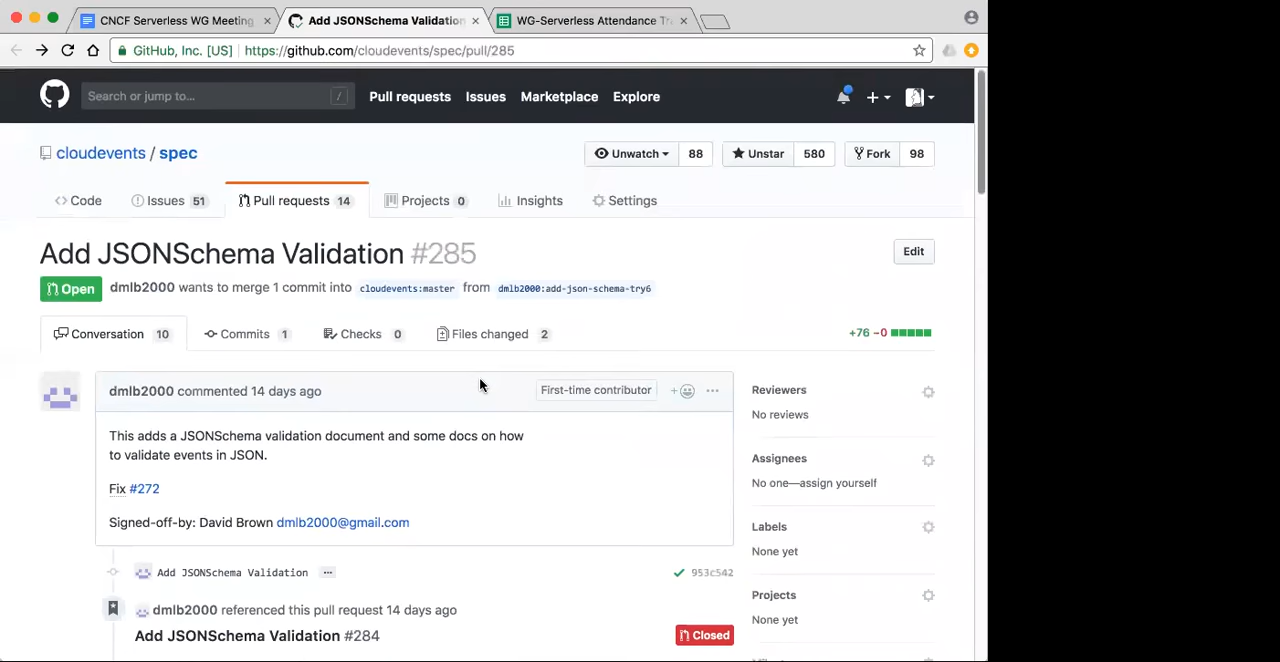 CNCF Serverless WG Meeting
Add JSONSchema Validation
WG-Serverless Attendance Tr
GitHub, Inc. [US] https://github.com/cloudevents/spec/pull/285
Search or jump to... /
Pull requests Issues Marketplace Explore
cloudevents / spec
Unwatch 88 Unstar 580 Fork 98
Code Issues 51 Pull requests 14 Projects 0 Insights Settings
Add JSONSchema Validation #285
Edit
Open dmlb2000 wants to merge 1 commit into cloudevents:master from dmlb2000:add-json-schema-try6
Conversation 10 Commits 1 Checks 0 Files changed 2 +76 −0
dmlb2000 commented 14 days ago First-time contributor
This adds a JSONSchema validation document and some docs on how
to validate events in JSON.
Fix #272
Signed-off-by: David Brown dmlb2000@gmail.com
Add JSONSchema Validation 953c542
dmlb2000 referenced this pull request 14 days ago
Add JSONSchema Validation #284 Closed
Reviewers
No reviews
Assignees
No one—assign yourself
Labels
None yet
Projects
None yet